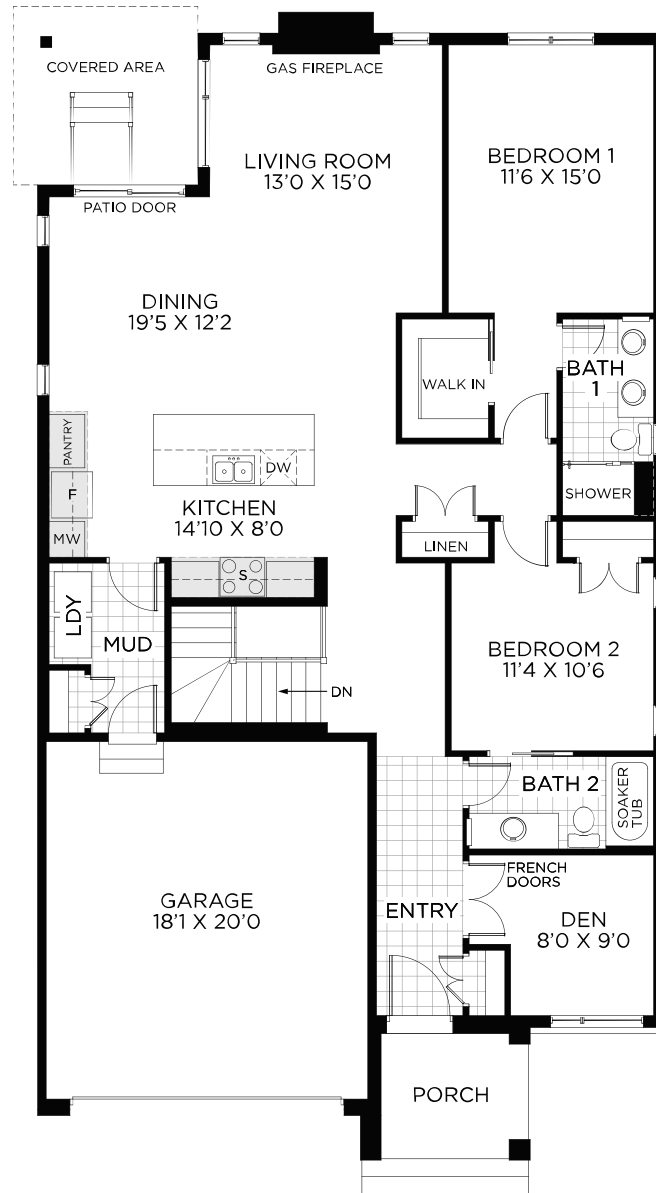 COVERED AREA
GAS FIREPLACE
LIVING ROOM
13'0 X 15'0
BEDROOM 1
11'6 X 15'0
PATIO DOOR
DINING
19'5 X 12'2
WALK IN
BATH
1
PANTRY
F
MW
DW
KITCHEN
14'10 X 8'0
S
SHOWER
LINEN
LDY
MUD
DN
BEDROOM 2
11'4 X 10'6
BATH 2
SOAKER
TUB
GARAGE
18'1 X 20'0
ENTRY
FRENCH
DOORS
DEN
8'0 X 9'0
PORCH